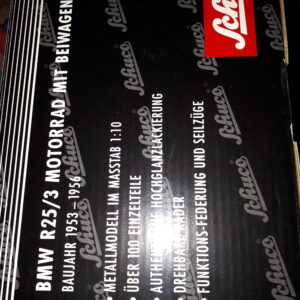 Schuco
BMW R25/3 MOTORRAD MIT BEIWAGEN
BAUJAHR 1953 – 1956
• METALLMODELL IM MASSTAB 1:10
• ÜBER 100 EINZELTEILE
• HOCHGLANZLACKIERUNG
DREHBARE RÄDER
FUNKTIONS-FEDERUNG UND SEILZÜGE